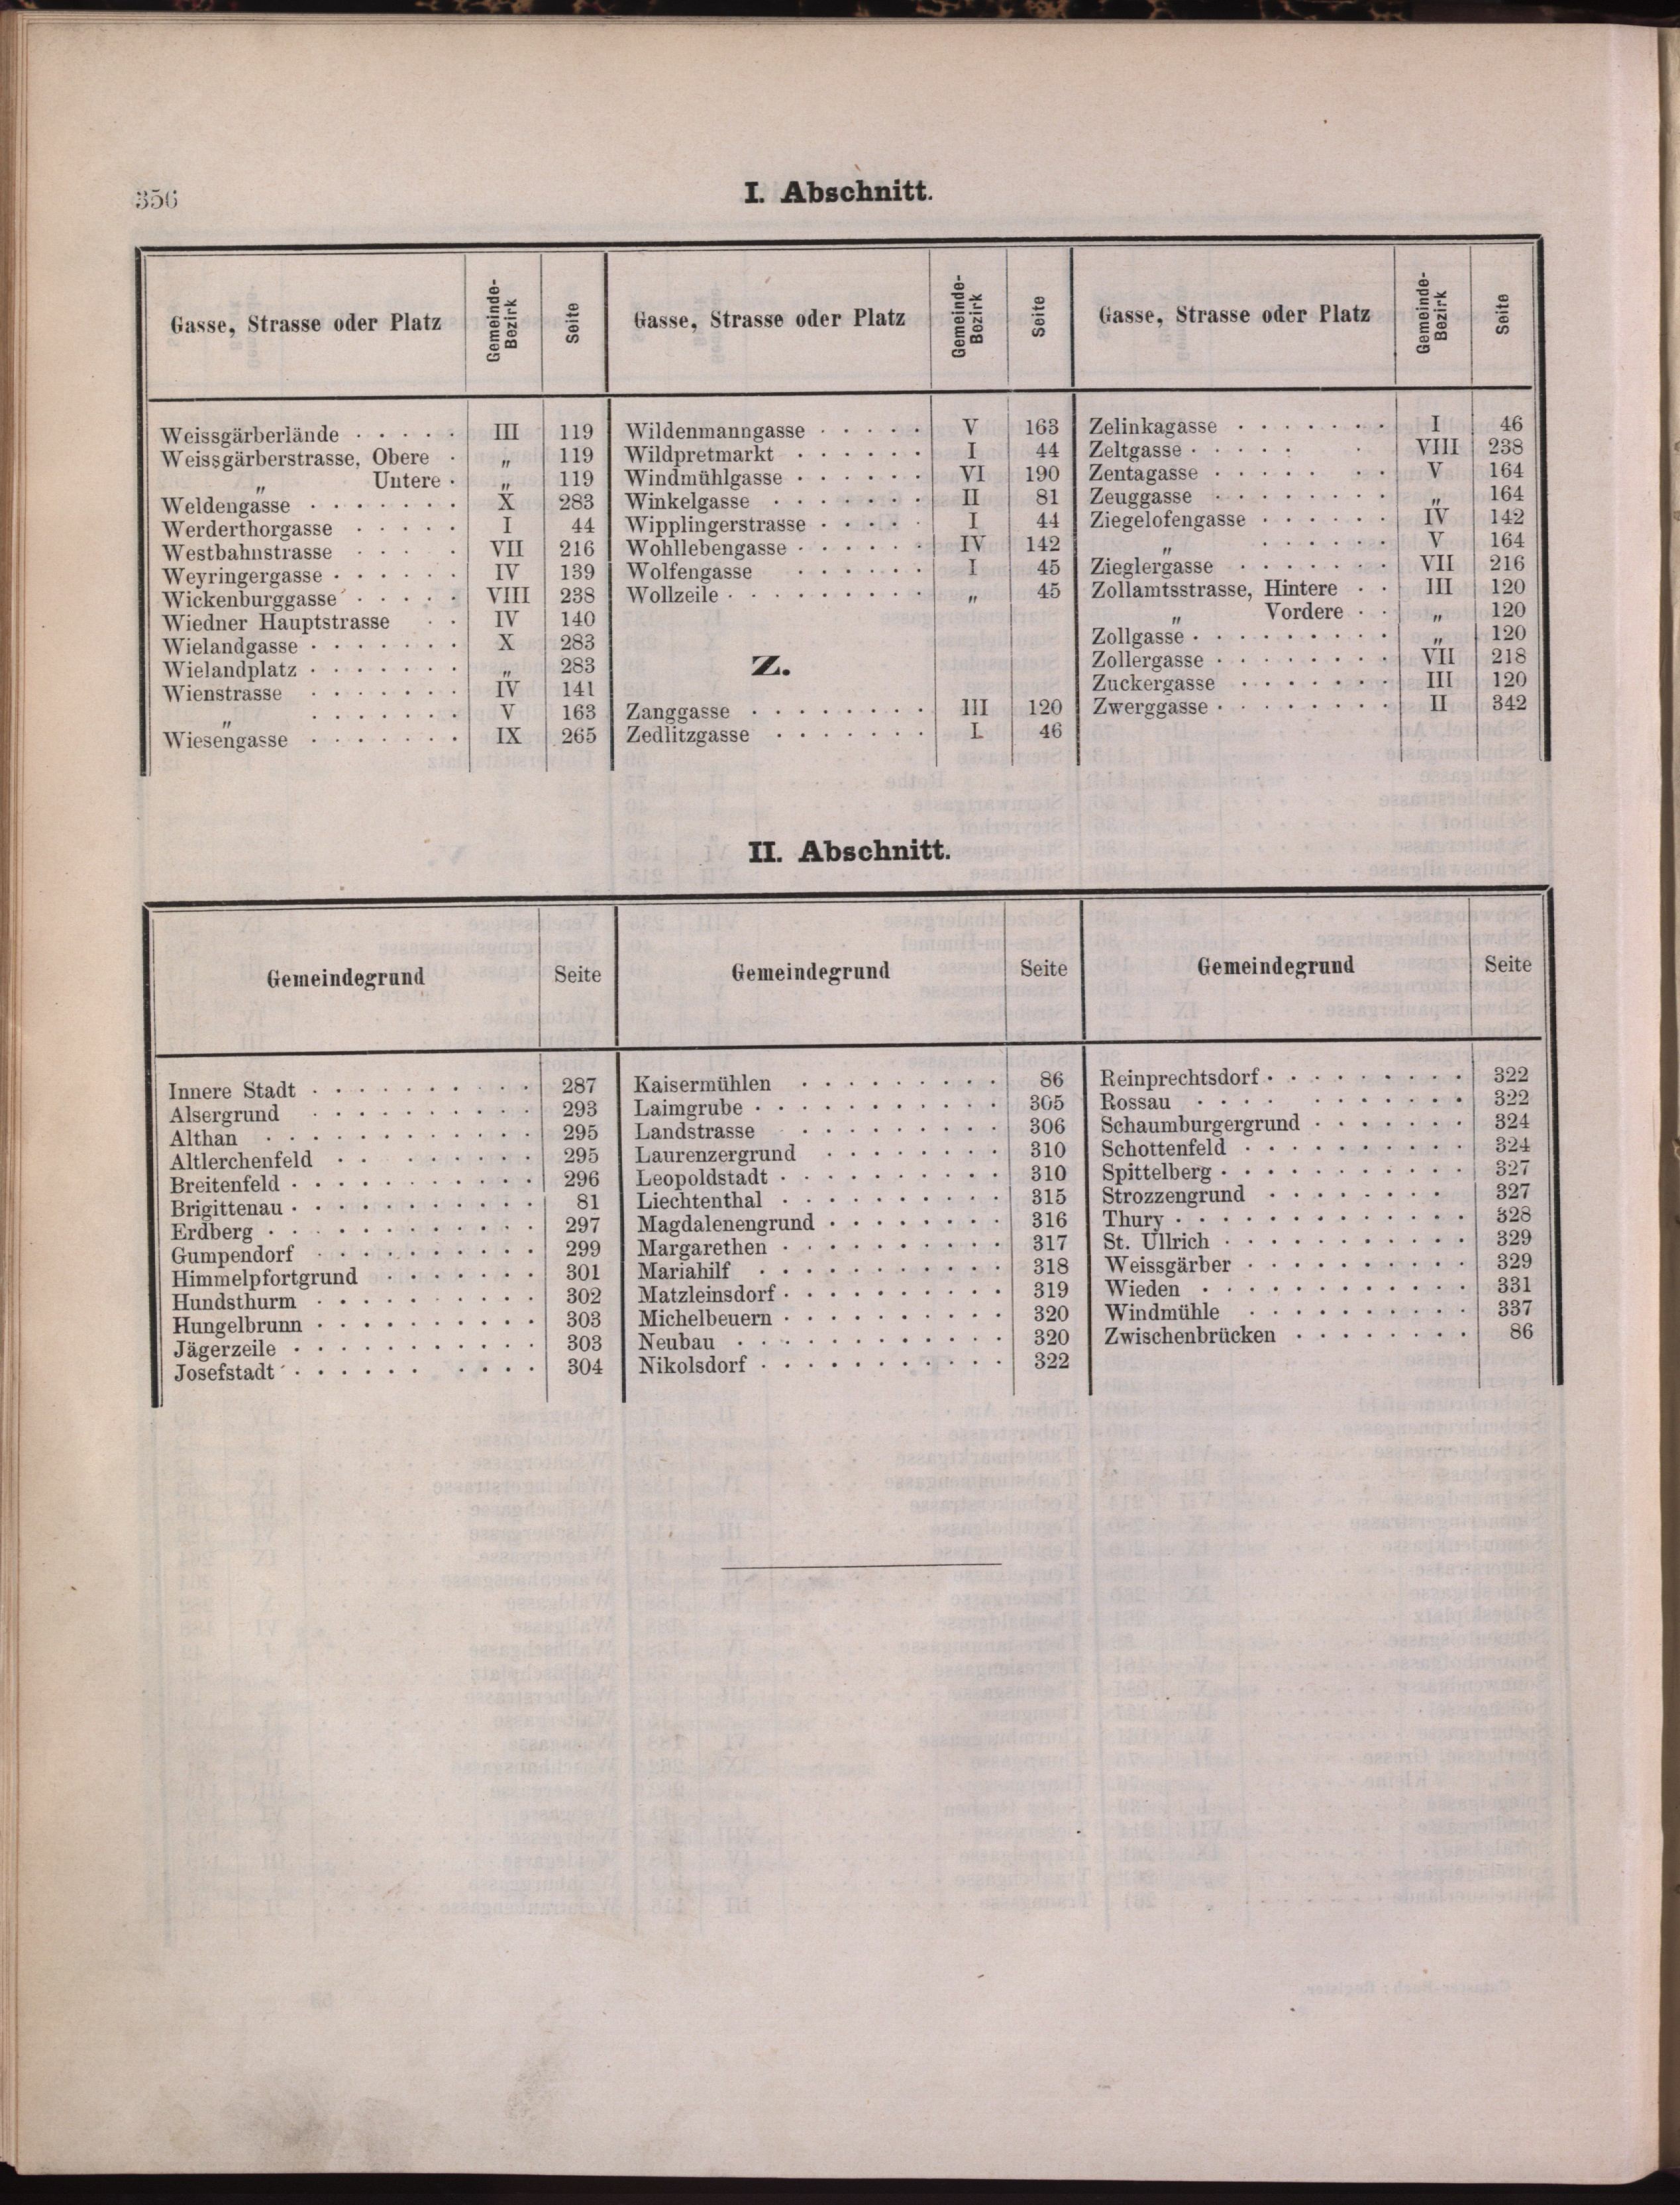 356
I. Abschnitt.
Gasse, Strasse oder Platz
Gemeinde-
Bezirk
Seite
Weissgärberlände III 119
Weissgärberstrasse, Obere „ 119
„ Untere „ 119
Weldengasse X 283
Werderthorgasse I 44
Westbahnstrasse VII 216
Weyringergasse IV 139
Wickenburggasse VIII 238
Wiedner Hauptstrasse IV 140
Wielandgasse X 283
Wielandplatz „ 283
Wienstrasse IV 141
„ V 163
Wiesengasse IX 265
Gasse, Strasse oder Platz
Gemeinde-
Bezirk
Seite
Wildenmanngasse V 163
Wildpretmarkt I 44
Windmühlgasse VI 190
Winkelgasse II 81
Wipplingerstrasse I 44
Wohllebengasse IV 142
Wolfengasse I 45
Wollzeile „ 45
Z.
Zanggasse III 120
Zedlitzgasse I 46
Gasse, Strasse oder Platz
Gemeinde-
Bezirk
Seite
Zelinkagasse I 46
Zeltgasse VIII 238
Zentagasse V 164
Zeuggasse „ 164
Ziegelofengasse IV 142
„ V 164
Zieglergasse VII 216
Zollamtsstrasse, Hintere III 120
„ Vordere „ 120
Zollgasse „ 120
Zollergasse VII 218
Zuckergasse III 120
Zwerggasse II 342
II. Abschnitt.
Gemeindegrund Seite
Innere Stadt 287
Alsergrund 293
Althan 295
Altlerchenfeld 295
Breitenfeld 296
Brigittenau 81
Erdberg 297
Gumpendorf 299
Himmelpfortgrund 301
Hundsthurm 302
Hungelbrunn 303
Jägerzeile 303
Josefstadt 304
Gemeindegrund Seite
Kaisermühlen 86
Laimgrube 305
Landstrasse 306
Laurenzergrund 310
Leopoldstadt 310
Liechtenthal 315
Magdalenengrund 316
Margarethen 317
Mariahilf 318
Matzleinsdorf 319
Michelbeuern 320
Neubau 320
Nikolsdorf 322
Gemeindegrund Seite
Reinprechtsdorf 322
Rossau 322
Schaumburgergrund 324
Schottenfeld 324
Spittelberg 327
Strozzengrund 327
Thury 328
St. Ullrich 329
Weissgärber 329
Wieden 331
Windmühle 337
Zwischenbrücken 86